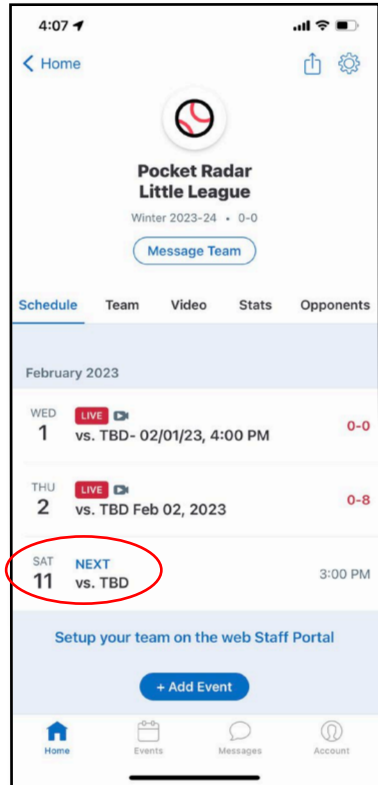 4:07
Home
Pocket Radar
Little League
Winter 2023-24 • 0-0
Message Team
Schedule Team Video Stats Opponents
February 2023
WED LIVE
1 vs. TBD- 02/01/23, 4:00 PM 0-0
THU LIVE
2 vs. TBD Feb 02, 2023 0-8
SAT NEXT
11 vs. TBD 3:00 PM
Setup your team on the web Staff Portal
+ Add Event
Home Events Messages Account